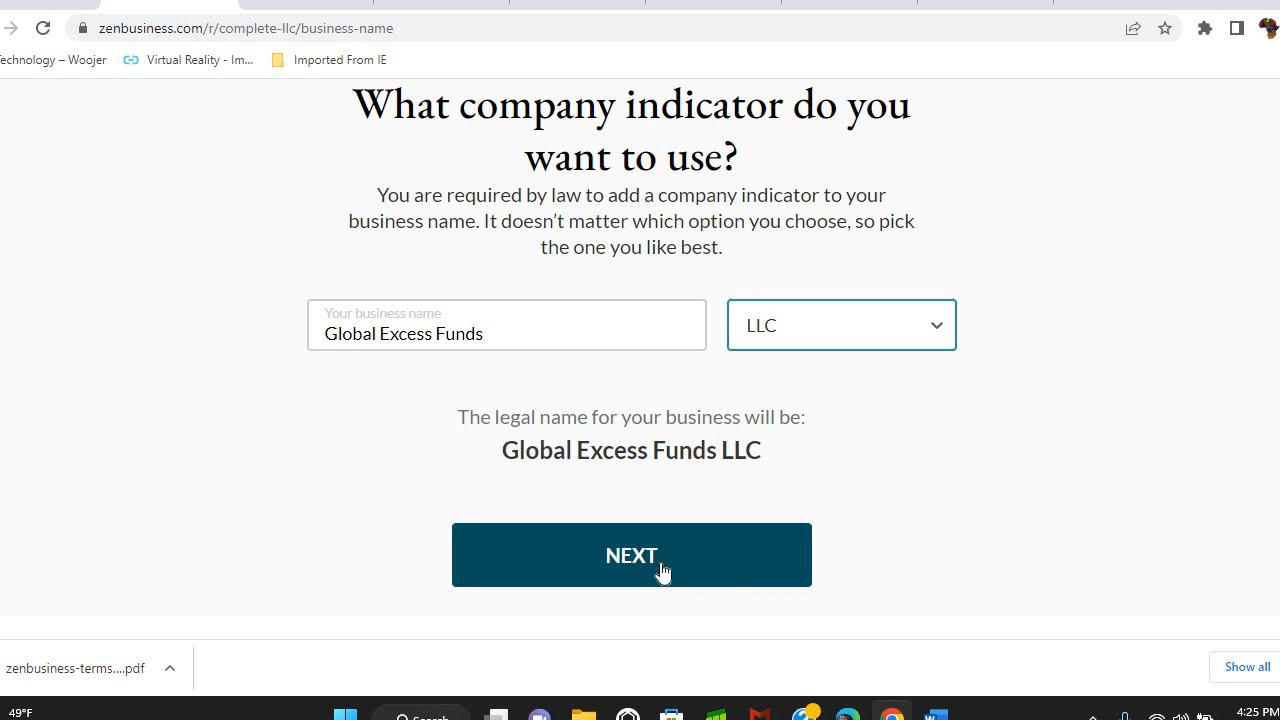 zenbusiness.com/r/complete-llc/business-name
echnology – Woojer
Virtual Reality - Im...
Imported From IE
What company indicator do you
want to use?
You are required by law to add a company indicator to your
business name. It doesn't matter which option you choose, so pick
the one you like best.
Your business name
Global Excess Funds
LLC
The legal name for your business will be:
Global Excess Funds LLC
NEXT
zenbusiness-terms....pdf
Show all
49°F
Search
4:25 PM